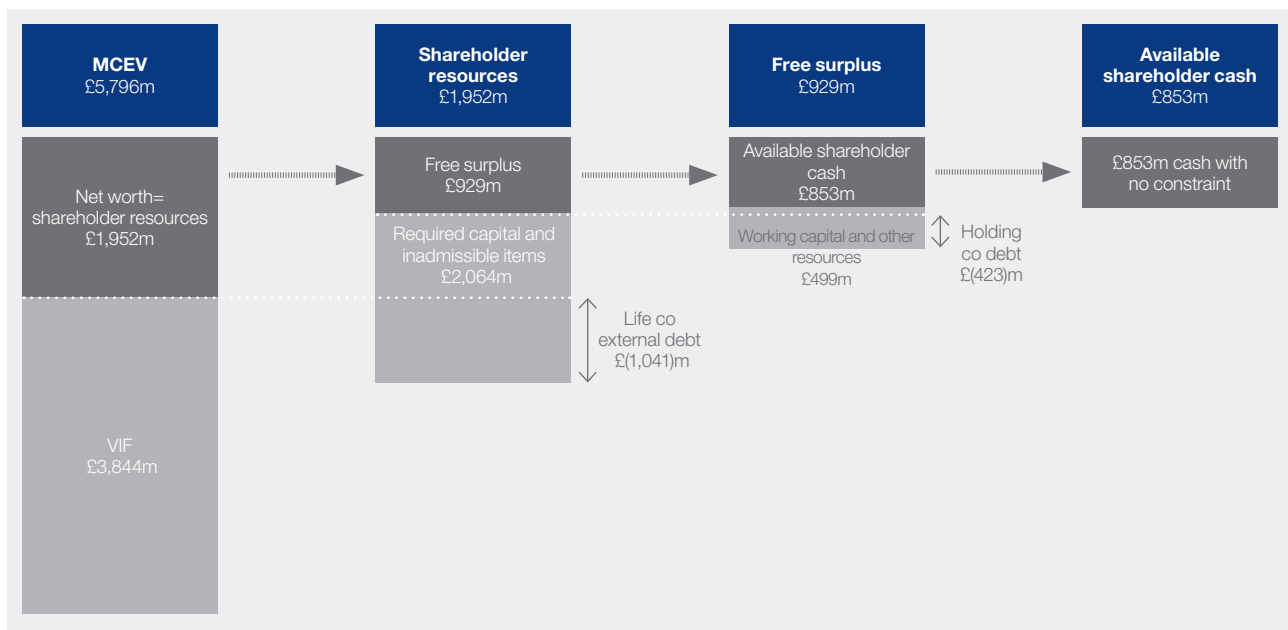 MCEV
£5,796m
Net worth=
shareholder resources
£1,952m
VIF
£3,844m
Shareholder
resources
£1,952m
Free surplus
£929m
Required capital and
inadmissible items
£2,064m
Life co
external debt
£(1,041)m
Free surplus
£929m
Available shareholder
cash
£853m
Working capital and other
resources
£499m
Holding
co debt
£(423)m
Available
shareholder cash
£853m
£853m cash with
no constraint